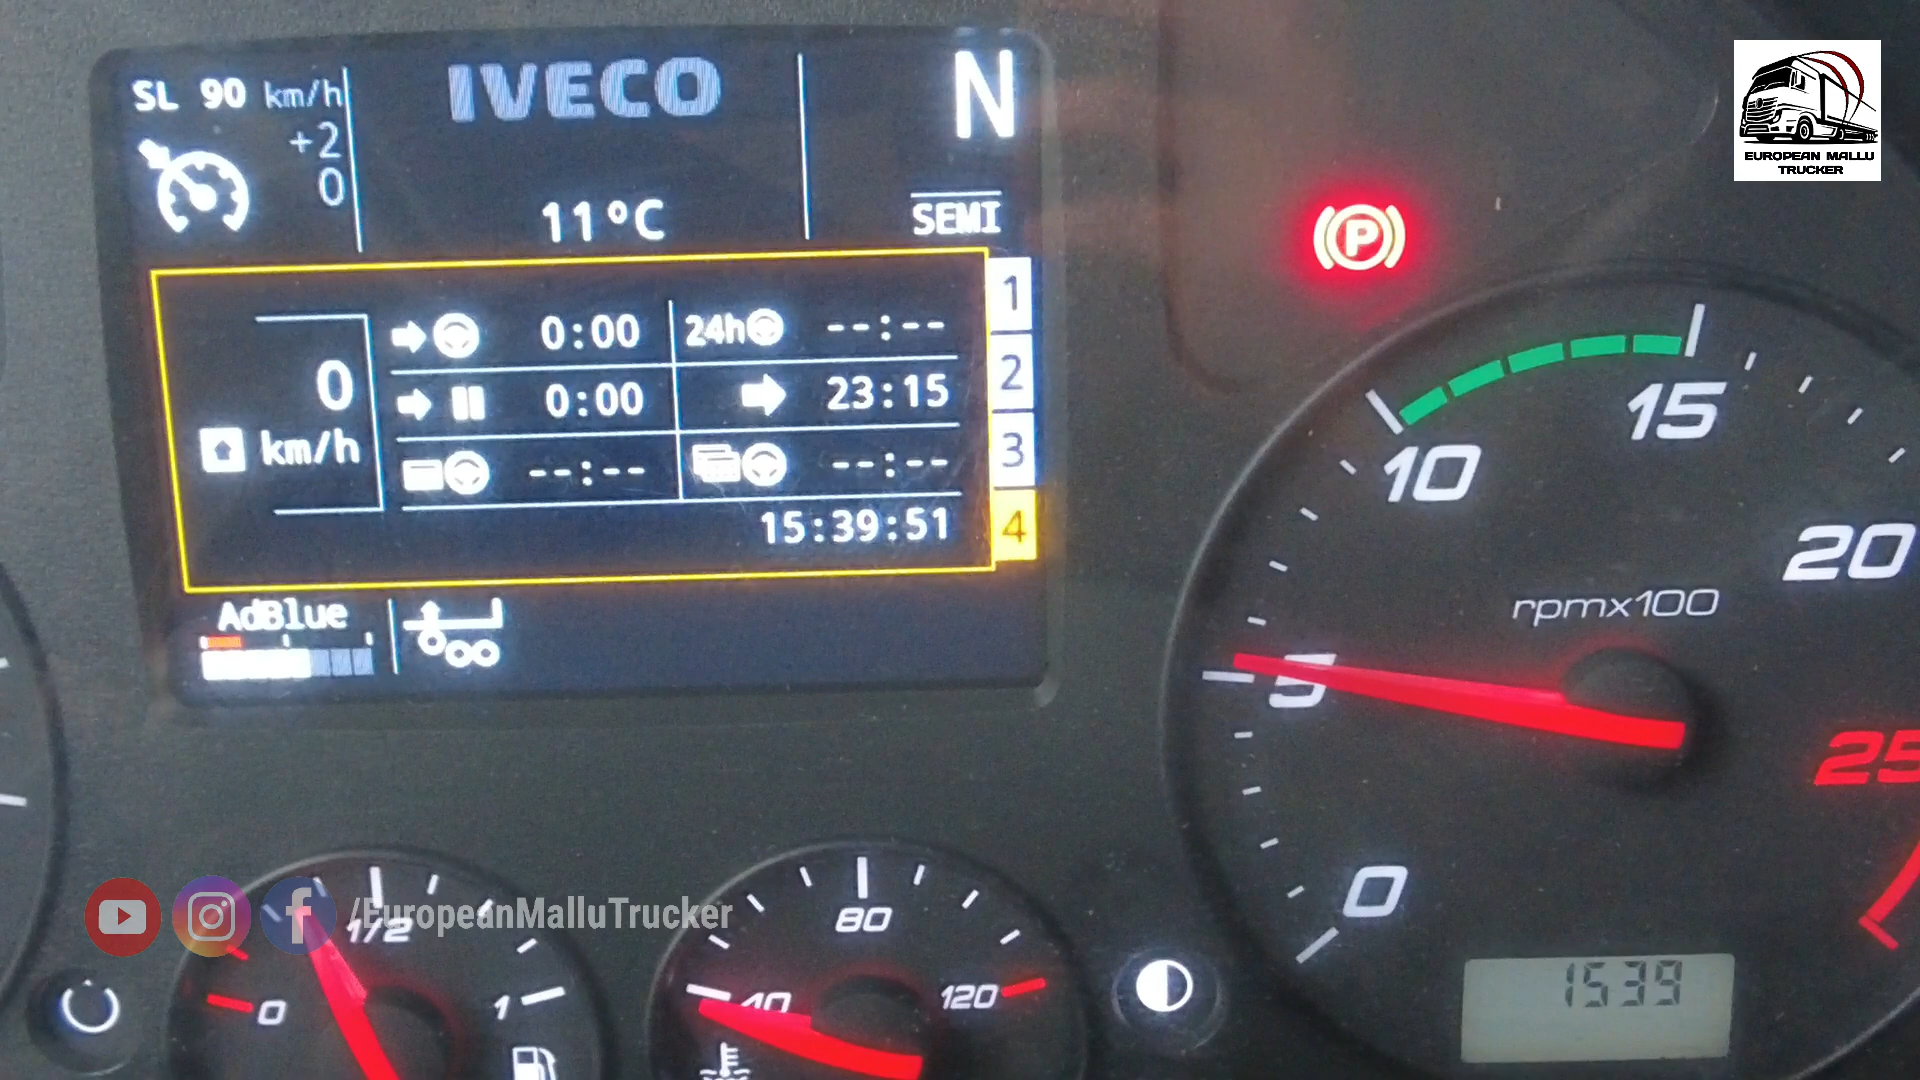 SL 90 km/h
+2
0
IVECO
11°C
N
SEMI
0
km/h
0:00
24h
--:--
0:00
23:15
--:--
--:--
15:39:51
1
2
3
4
AdBlue
EUROPEAN MALLU
TRUCKER
P
0
5
10
15
20
25
rpmx100
1539
0
1/2
1
40
80
120
/EuropeanMalluTrucker